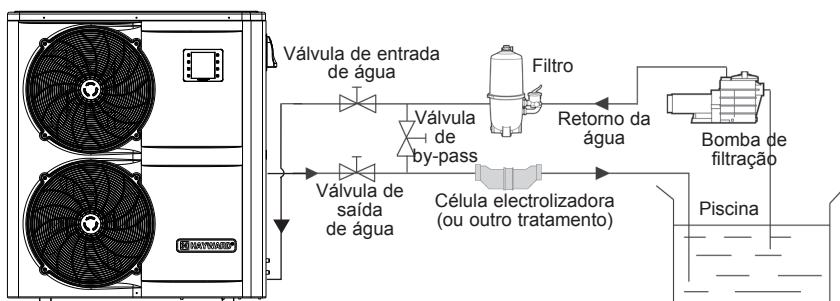 Válvula de entrada
de água
Filtro
Válvula
de
by-pass
Retorno da
água
Bomba de
filtração
Válvula de
saída
de água
Célula electrolizadora
(ou outro tratamento)
Piscina
HAYWARD®